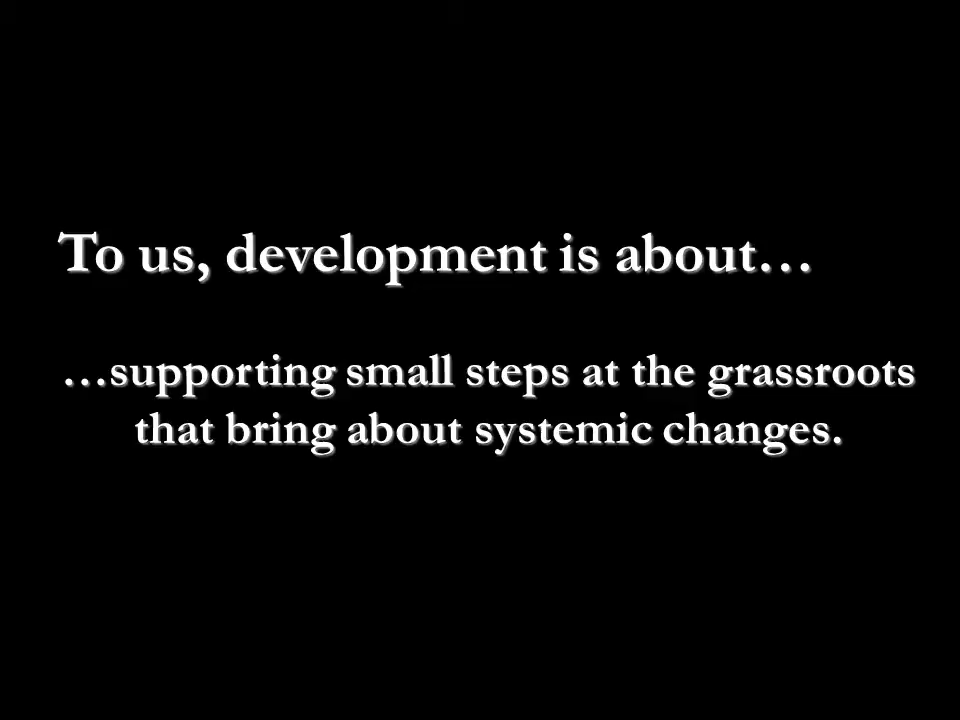 To us, development is about…
…supporting small steps at the grassroots
that bring about systemic changes.